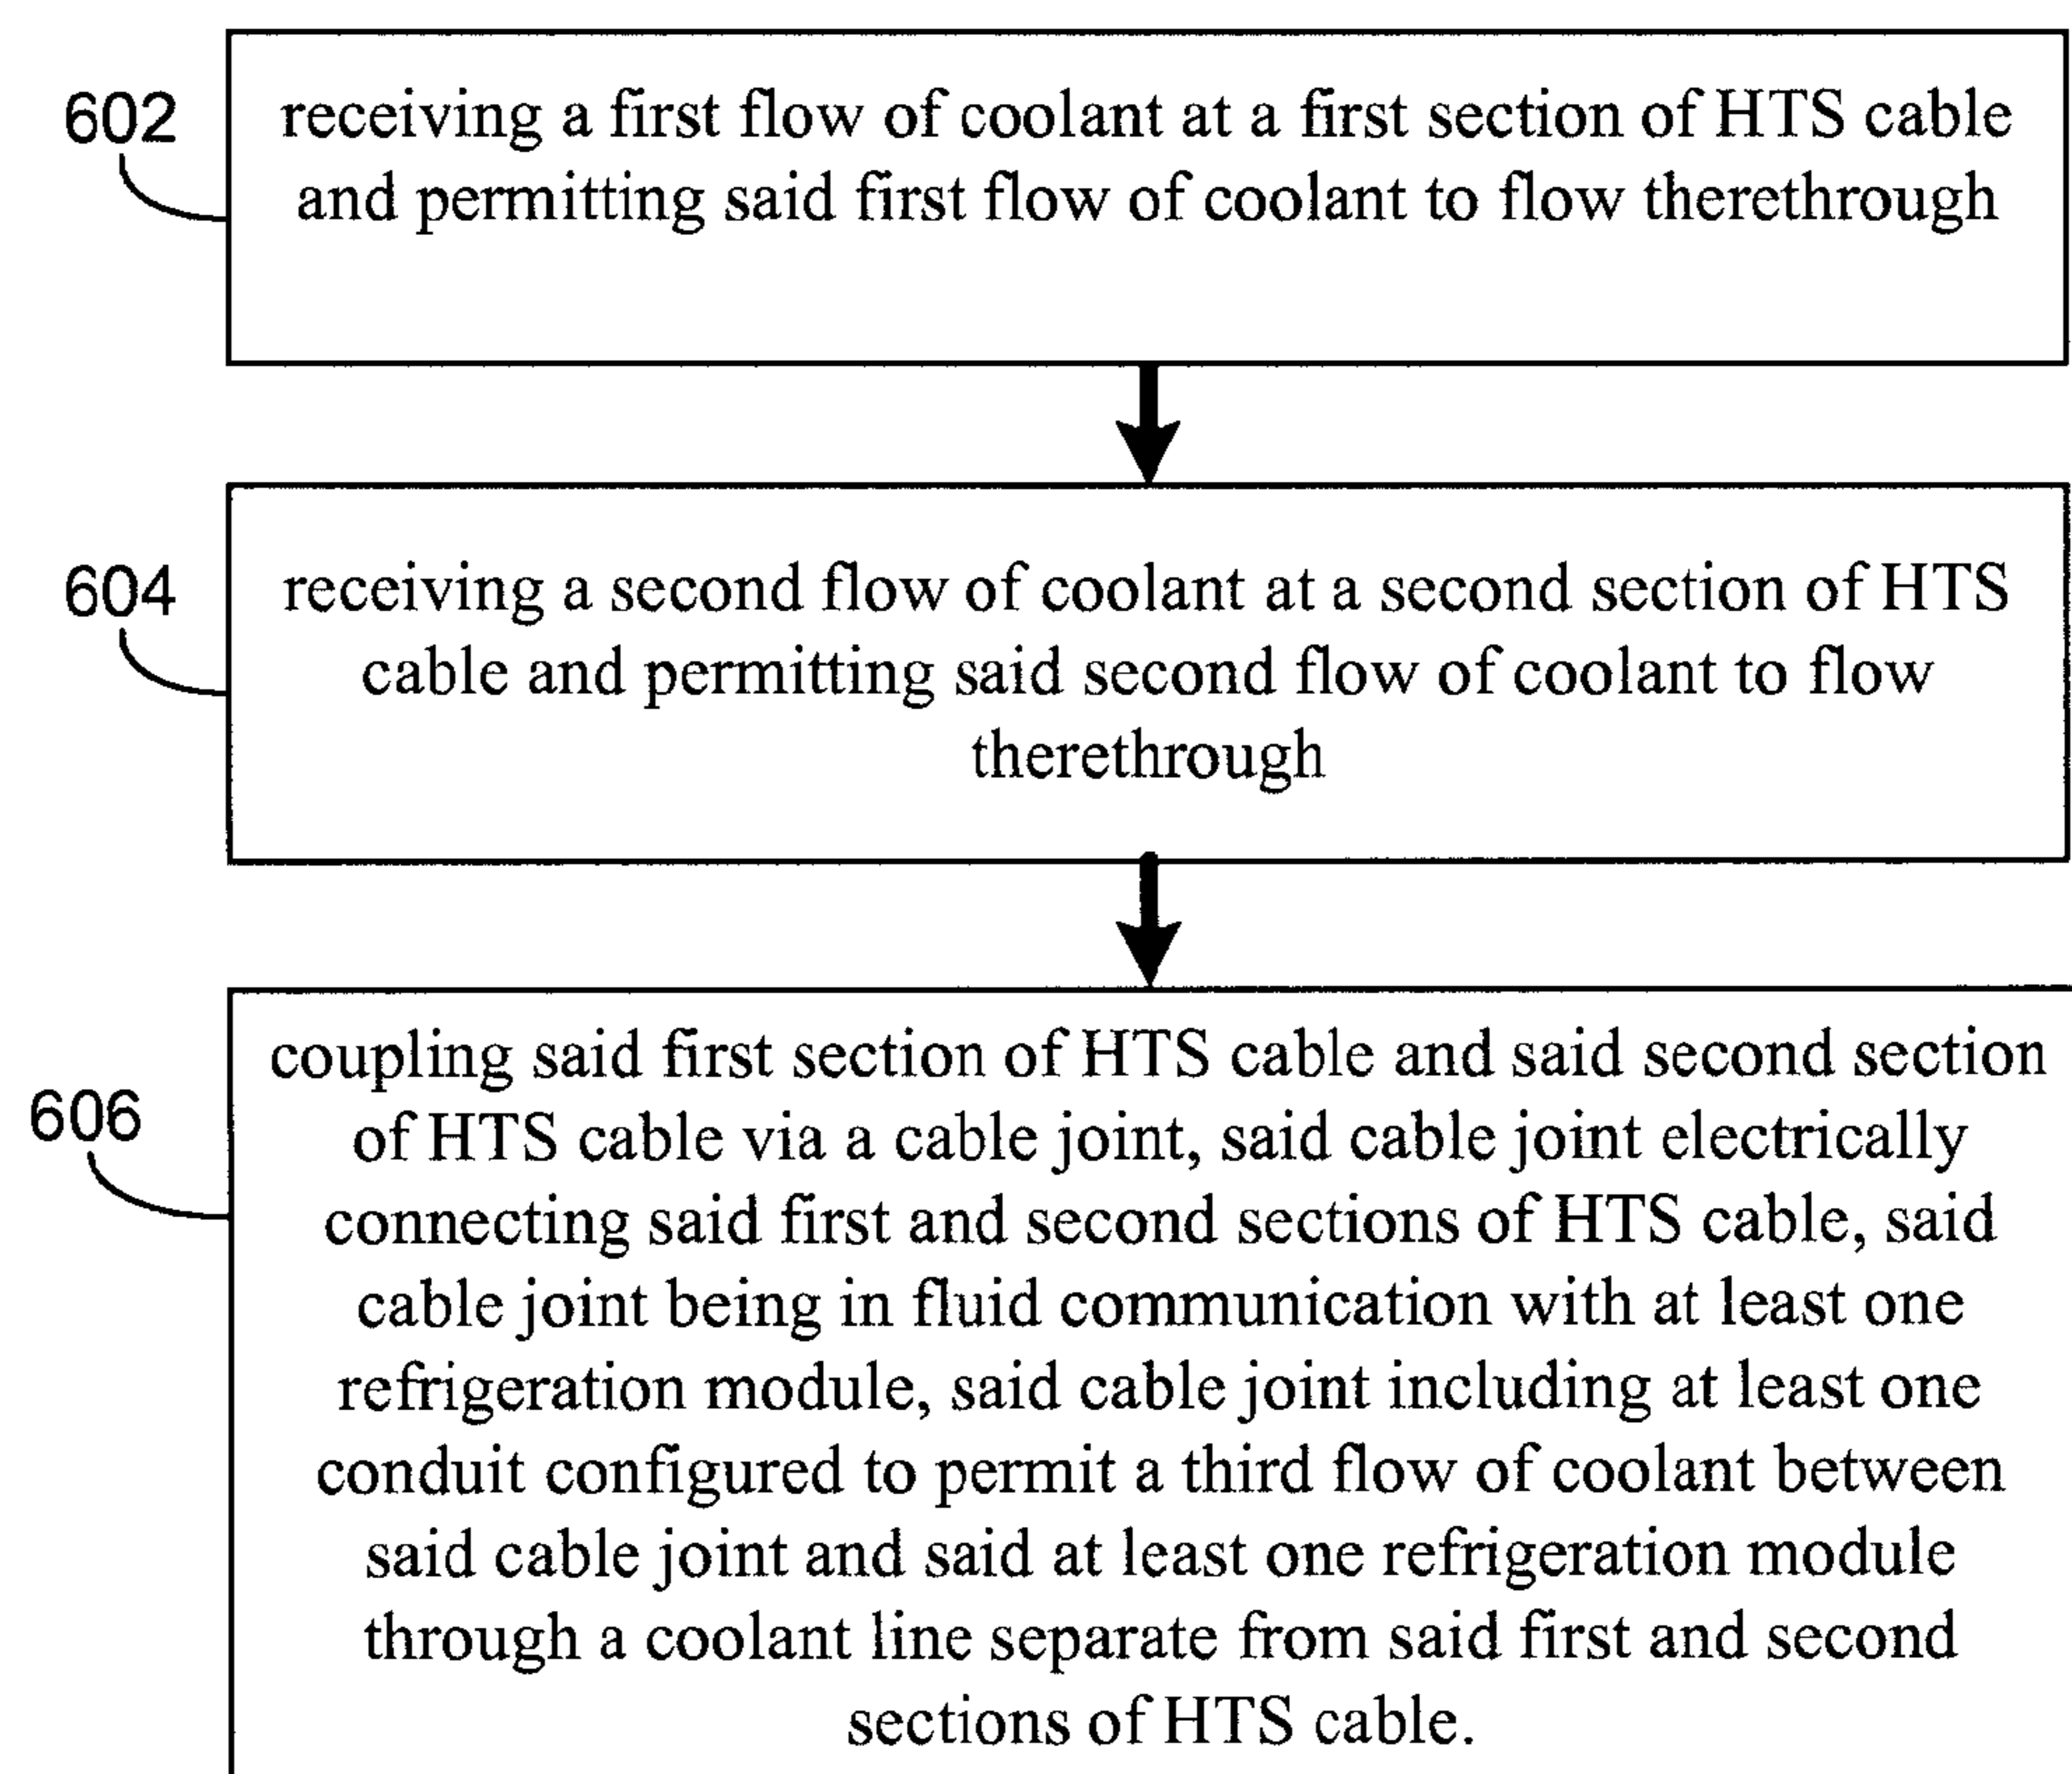 602
receiving a first flow of coolant at a first section of HTS cable
and permitting said first flow of coolant to flow therethrough
604
receiving a second flow of coolant at a second section of HTS
cable and permitting said second flow of coolant to flow
therethrough
606
coupling said first section of HTS cable and said second section
of HTS cable via a cable joint, said cable joint electrically
connecting said first and second sections of HTS cable, said
cable joint being in fluid communication with at least one
refrigeration module, said cable joint including at least one
conduit configured to permit a third flow of coolant between
said cable joint and said at least one refrigeration module
through a coolant line separate from said first and second
sections of HTS cable.